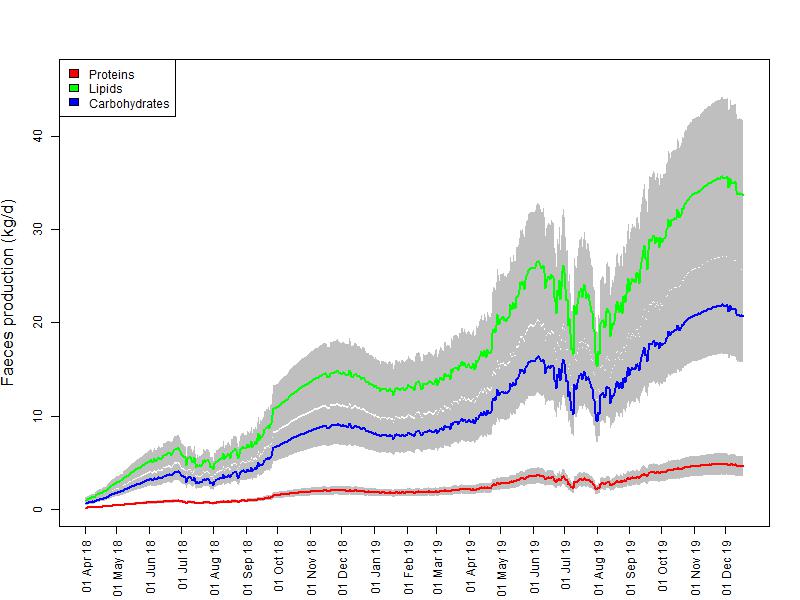 Proteins
Lipids
Carbohydrates
Faeces production (kg/d)
40
30
20
10
0
01 Apr 18
01 May 18
01 Jun 18
01 Jul 18
01 Aug 18
01 Sep 18
01 Oct 18
01 Nov 18
01 Dec 18
01 Jan 19
01 Feb 19
01 Mar 19
01 Apr 19
01 May 19
01 Jun 19
01 Jul 19
01 Aug 19
01 Sep 19
01 Oct 19
01 Nov 19
01 Dec 19